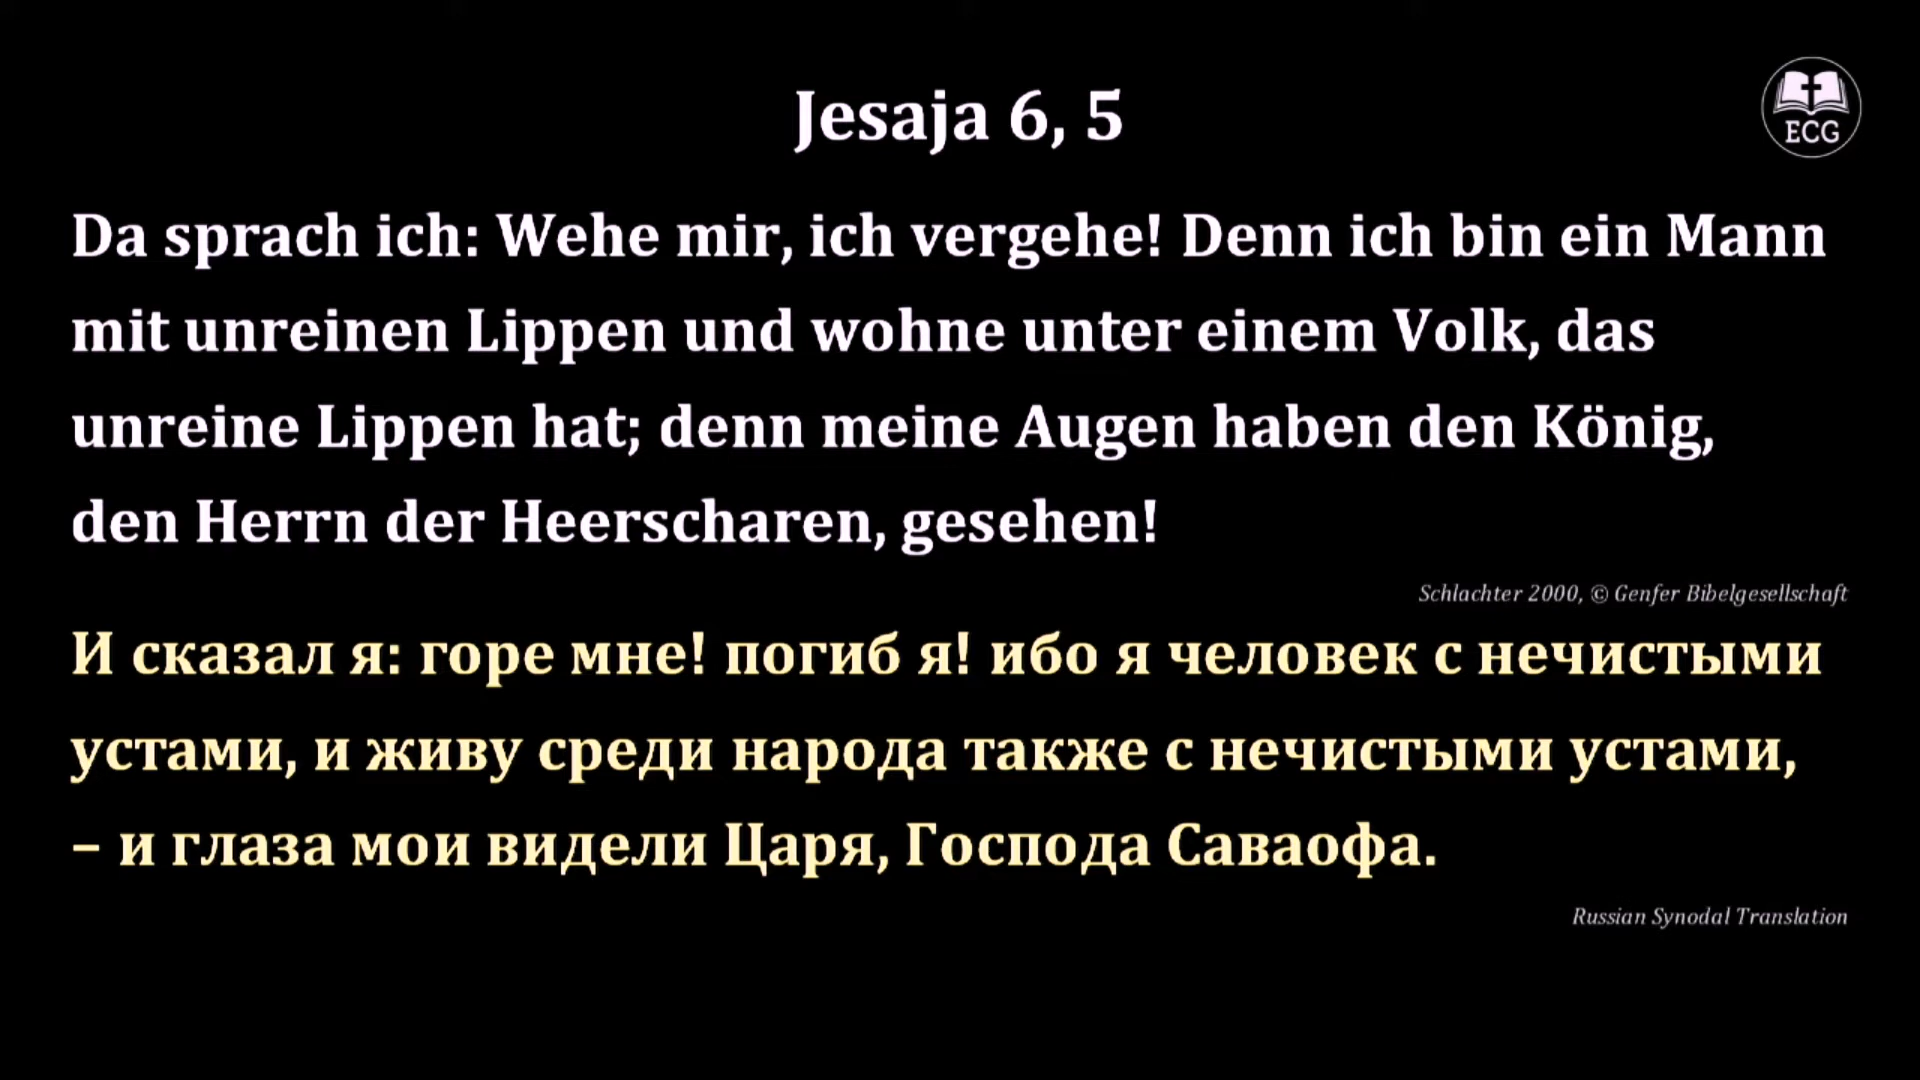 Jesaja 6, 5
ECG
Da sprach ich: Wehe mir, ich vergehe! Denn ich bin ein Mann
mit unreinen Lippen und wohne unter einem Volk, das
unreine Lippen hat; denn meine Augen haben den König,
den Herrn der Heerscharen, gesehen!
Schlachter 2000, © Genfer Bibelgesellschaft
И сказал я: горе мне! погиб я! ибо я человек с нечистыми
устами, и живу среди народа также с нечистыми устами,
– и глаза мои видели Царя, Господа Саваофа.
Russian Synodal Translation